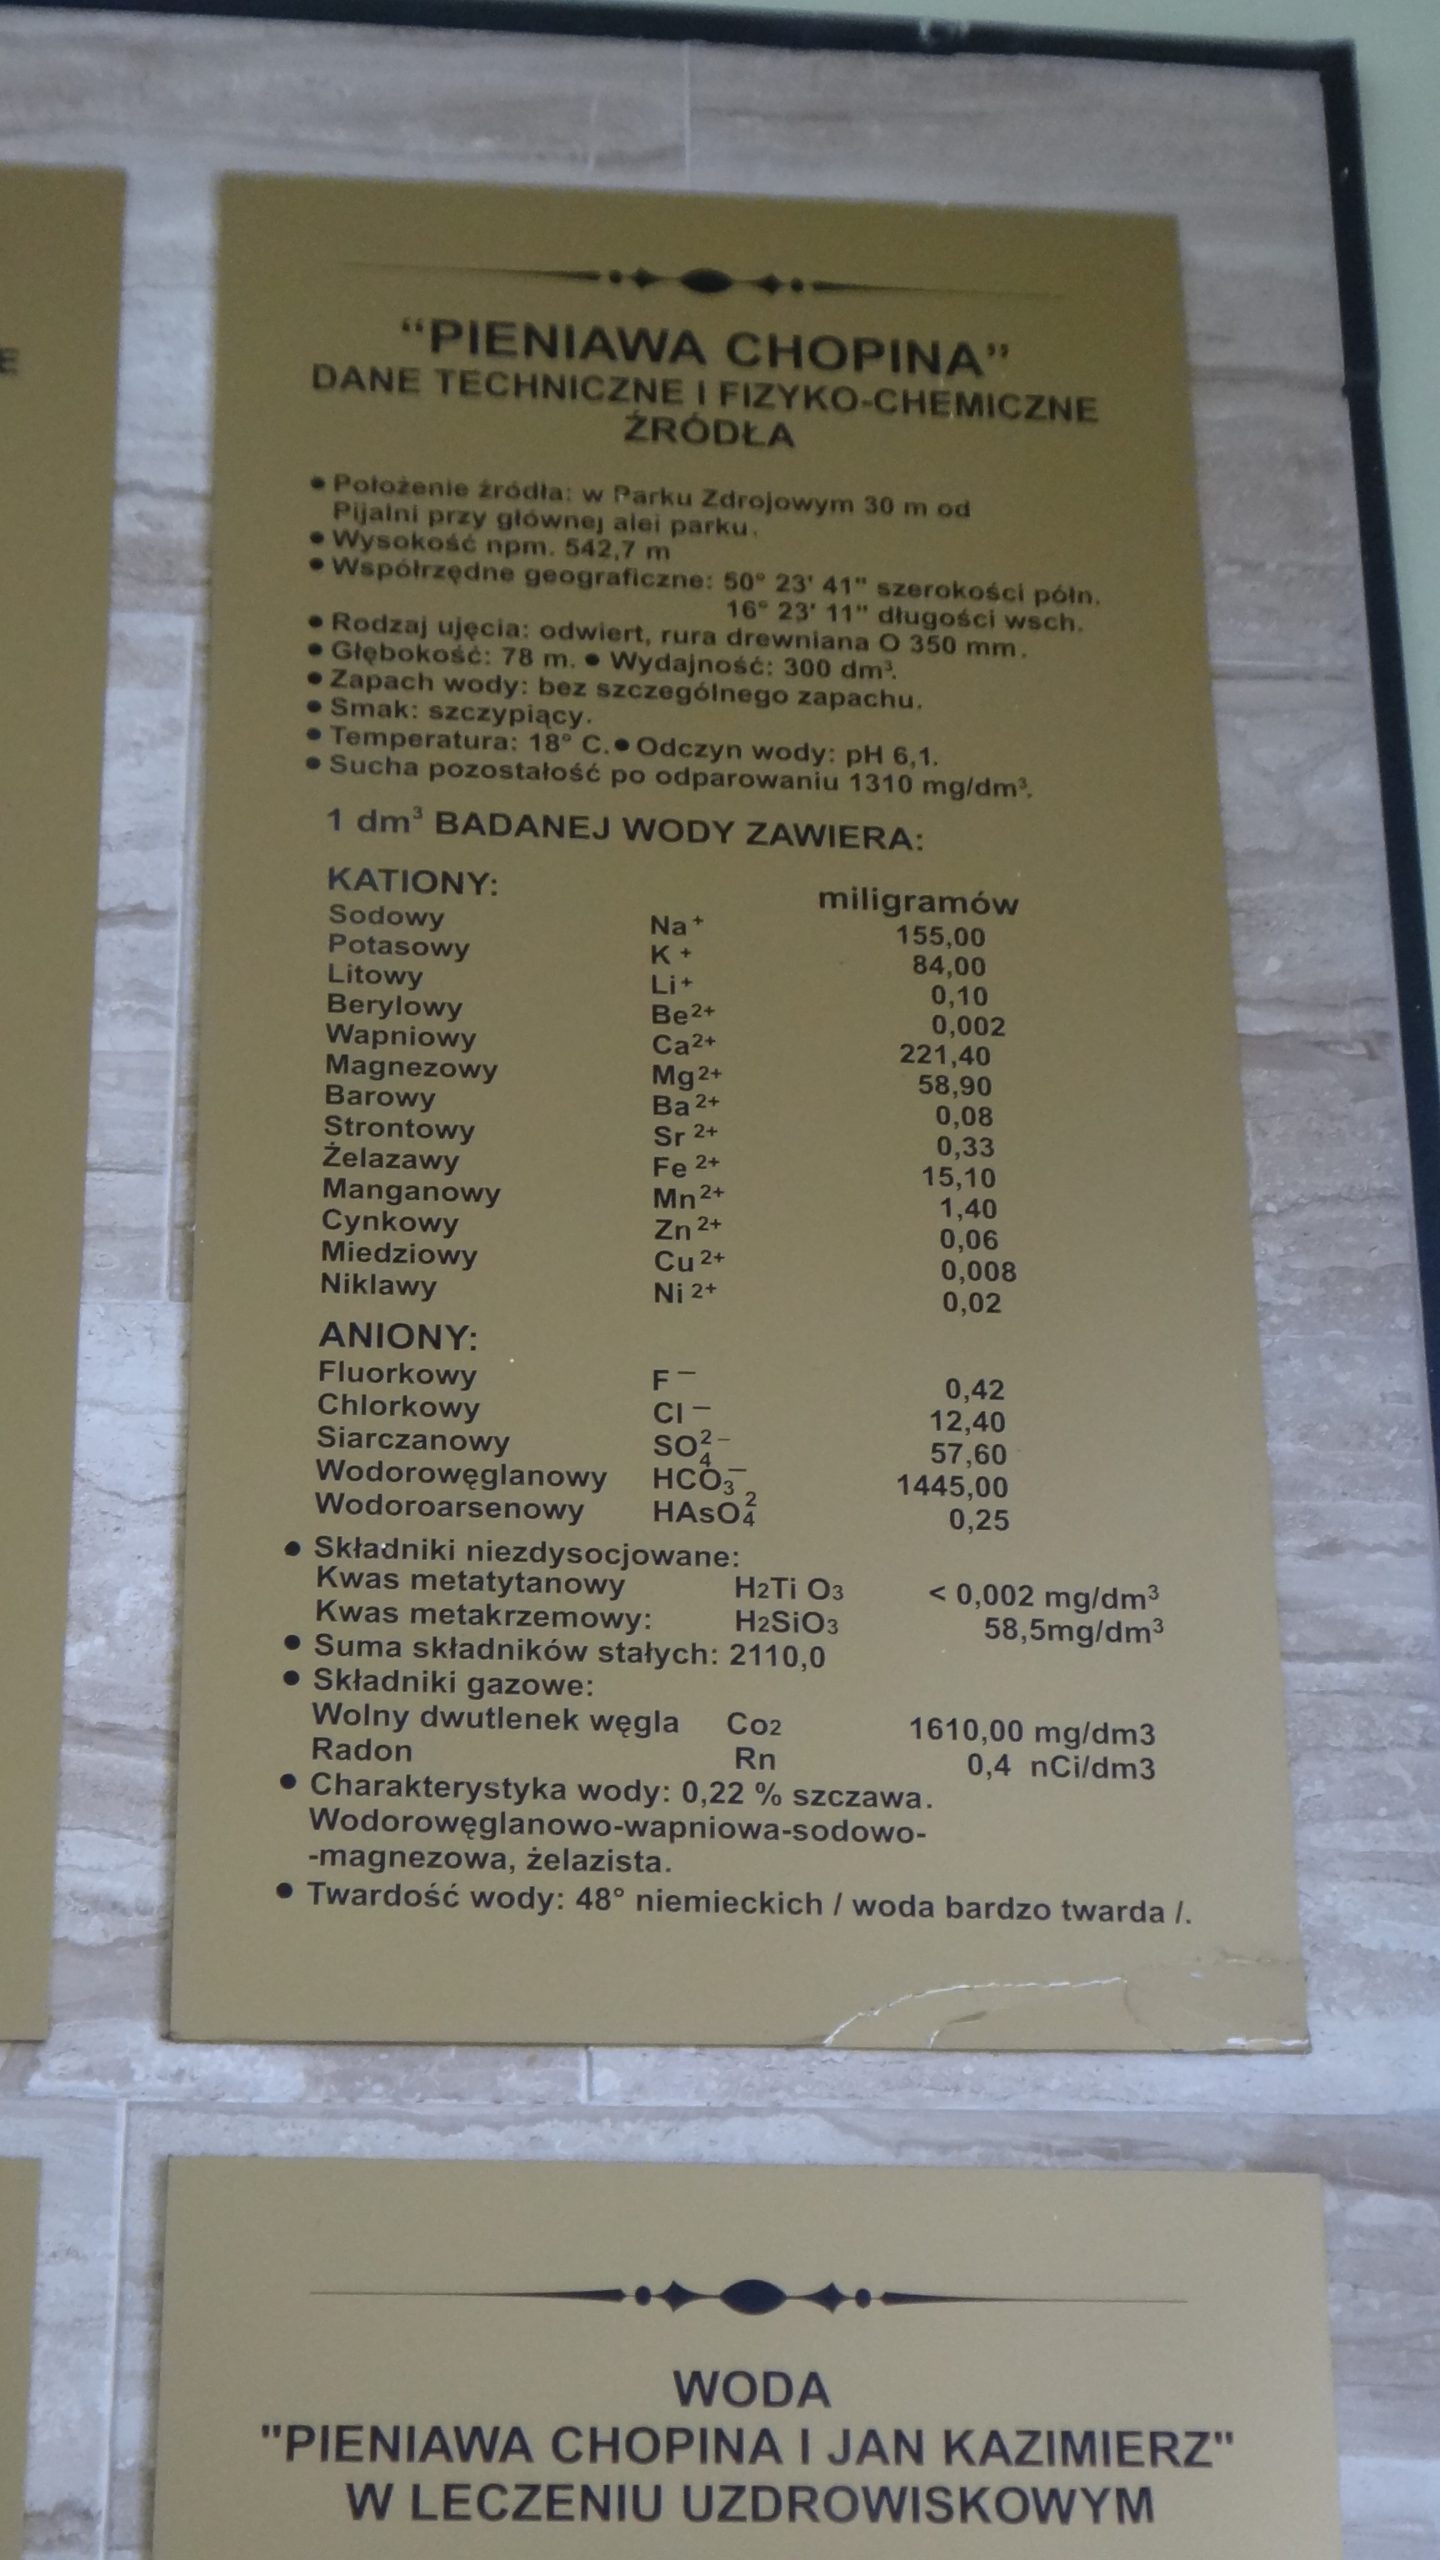 E
“PIENIAWA CHOPINA”
DANE TECHNICZNE I FIZYKO-CHEMICZNE
ŹRÓDŁA
● Położenie źródła: w Parku Zdrojowym 30 m od
Pijalni przy głównej alei parku.
● Wysokość npm. 542,7 m
● Współrzędne geograficzne: 50° 23' 41" szerokości półn.
16° 23' 11" długości wsch.
● Rodzaj ujęcia: odwiert, rura drewniana O 350 mm.
● Głębokość: 78 m. ● Wydajność: 300 dm³.
● Zapach wody: bez szczególnego zapachu.
● Smak: szczypiący.
● Temperatura: 18° C. ● Odczyn wody: pH 6,1.
● Sucha pozostałość po odparowaniu 1310 mg/dm³.
1 dm³ BADANEJ WODY ZAWIERA:
KATIONY: miligramów
Sodowy Na⁺ 155,00
Potasowy K⁺ 84,00
Litowy Li⁺ 0,10
Berylowy Be²⁺ 0,002
Wapniowy Ca²⁺ 221,40
Magnezowy Mg²⁺ 58,90
Barowy Ba²⁺ 0,08
Strontowy Sr²⁺ 0,33
Żelazawy Fe²⁺ 15,10
Manganowy Mn²⁺ 1,40
Cynkowy Zn²⁺ 0,06
Miedziowy Cu²⁺ 0,008
Niklawy Ni²⁺ 0,02
ANIONY:
Fluorkowy F⁻ 0,42
Chlorkowy Cl⁻ 12,40
Siarczanowy SO₄²⁻ 57,60
Wodorowęglanowy HCO₃⁻ 1445,00
Wodoroarsenowy HAsO₄² 0,25
● Składniki niezdysocjowane:
Kwas metatytanowy H₂Ti O₃ < 0,002 mg/dm³
Kwas metakrzemowy: H₂SiO₃ 58,5mg/dm³
● Suma składników stałych: 2110,0
● Składniki gazowe:
Wolny dwutlenek węgla Co₂ 1610,00 mg/dm3
Radon Rn 0,4 nCi/dm3
● Charakterystyka wody: 0,22 % szczawa.
Wodorowęglanowo-wapniowa-sodowo-
-magnezowa, żelazista.
● Twardość wody: 48° niemieckich / woda bardzo twarda /.
WODA
"PIENIAWA CHOPINA I JAN KAZIMIERZ"
W LECZENIU UZDROWISKOWYM